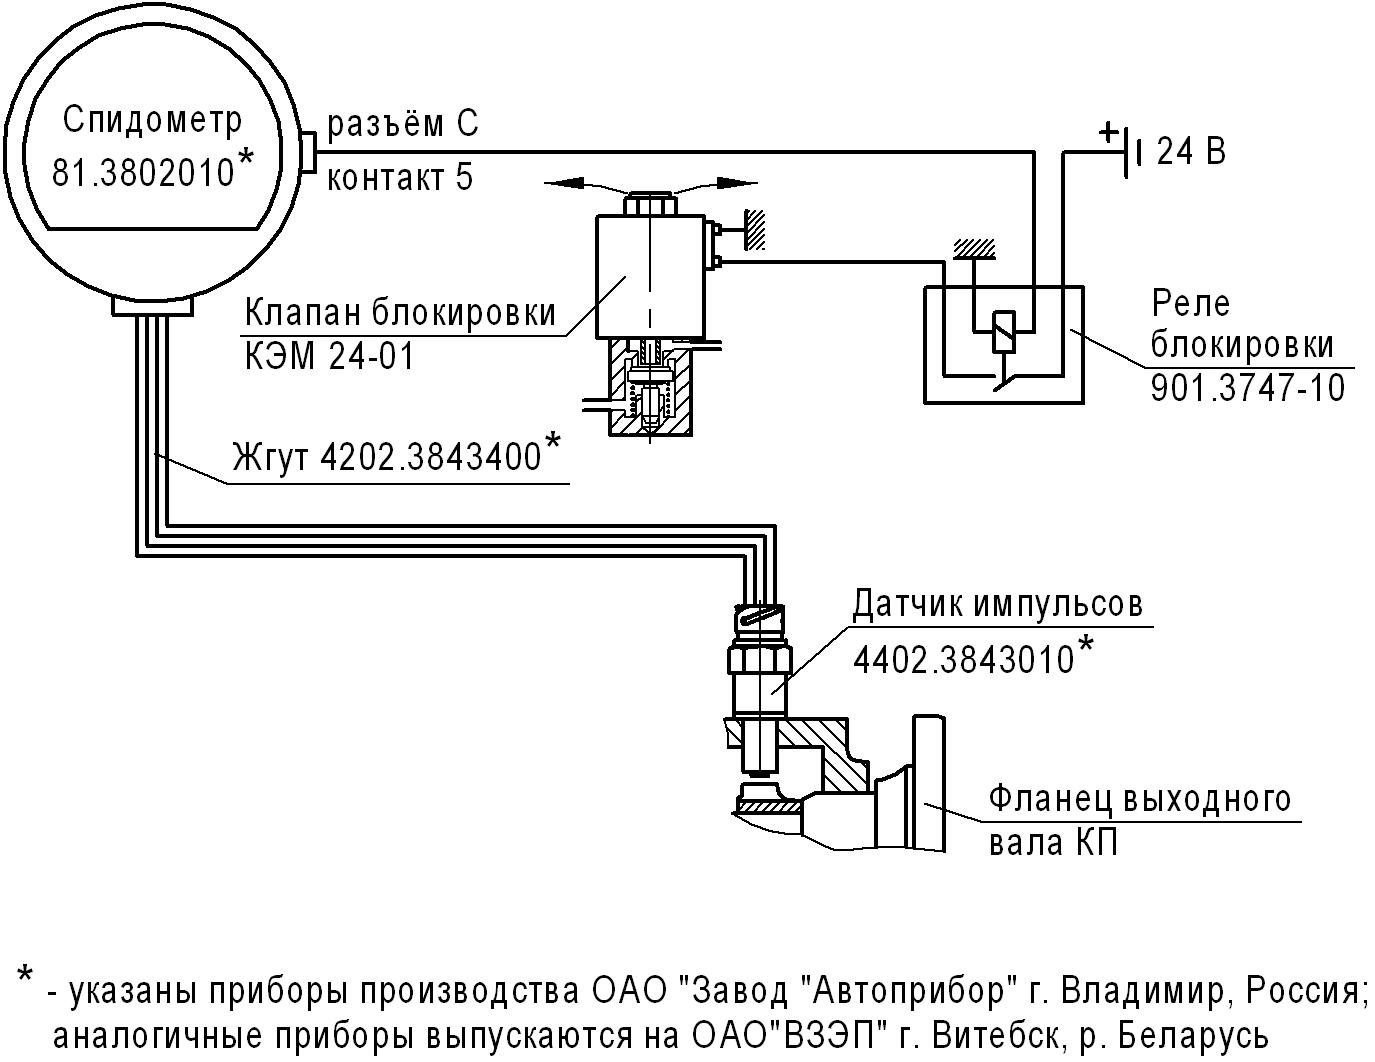 Спидометр
81.3802010*
разъём С
контакт 5
+
24 В
Клапан блокировки
КЭМ 24-01
Реле
блокировки
901.3747-10
Жгут 4202.3843400*
Датчик импульсов
4402.3843010*
Фланец выходного
вала КП
* - указаны приборы производства ОАО "Завод "Автоприбор" г. Владимир, Россия;
аналогичные приборы выпускаются на ОАО"ВЗЭП" г. Витебск, р. Беларусь